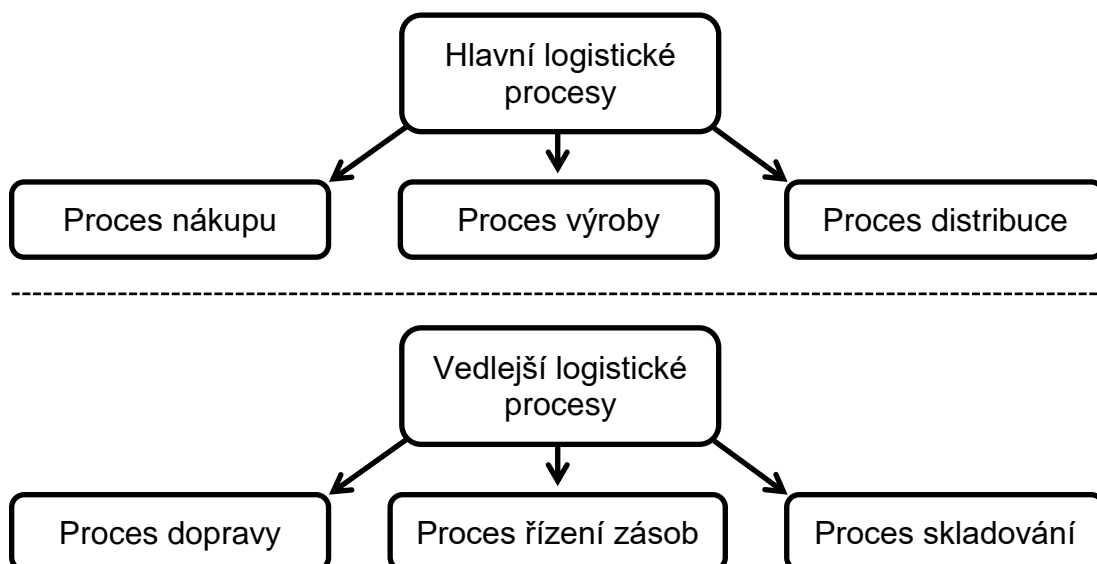 Hlavní logistické
procesy
Proces nákupu
Proces výroby
Proces distribuce
Vedlejší logistické
procesy
Proces dopravy
Proces řízení zásob
Proces skladování